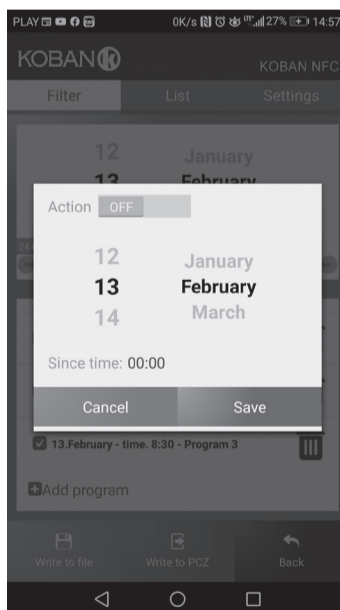 PLAY 0K/s LTE 27% 14:57
KOBAN K
KOBAN NFC
Filter List Settings
12 January
13 February
Action OFF
24
12 January
13 February
14 March
Since time: 00:00
Cancel Save
13.February - time. 8:30 - Program 3
Add program
Write to file Write to PCZ Back